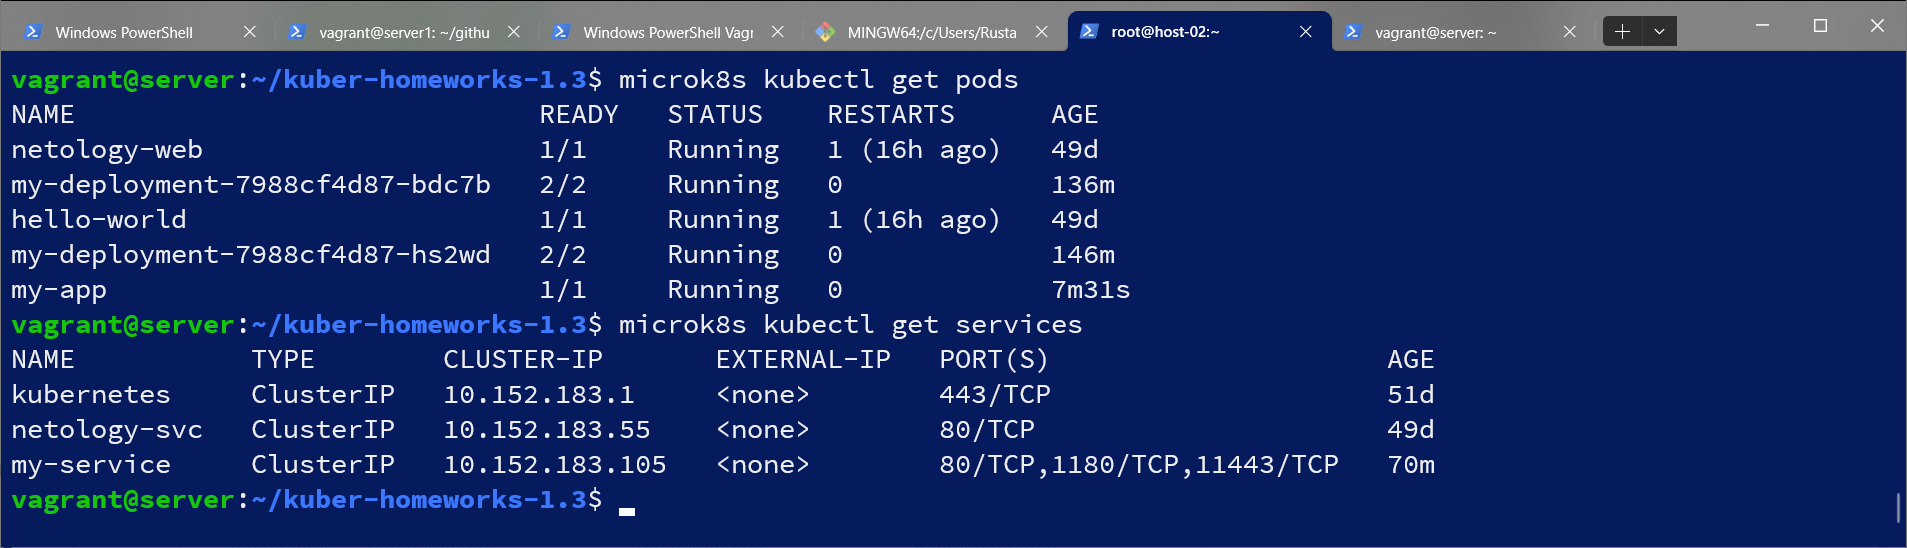 Windows PowerShell vagrant@server1: ~/githu Windows PowerShell Vagr MINGW64:/c/Users/Rusta root@host-02:~ vagrant@server: ~
vagrant@server:~/kuber-homeworks-1.3$ microk8s kubectl get pods
NAME READY STATUS RESTARTS AGE
netology-web 1/1 Running 1 (16h ago) 49d
my-deployment-7988cf4d87-bdc7b 2/2 Running 0 136m
hello-world 1/1 Running 1 (16h ago) 49d
my-deployment-7988cf4d87-hs2wd 2/2 Running 0 146m
my-app 1/1 Running 0 7m31s
vagrant@server:~/kuber-homeworks-1.3$ microk8s kubectl get services
NAME TYPE CLUSTER-IP EXTERNAL-IP PORT(S) AGE
kubernetes ClusterIP 10.152.183.1 <none> 443/TCP 51d
netology-svc ClusterIP 10.152.183.55 <none> 80/TCP 49d
my-service ClusterIP 10.152.183.105 <none> 80/TCP,1180/TCP,11443/TCP 70m
vagrant@server:~/kuber-homeworks-1.3$